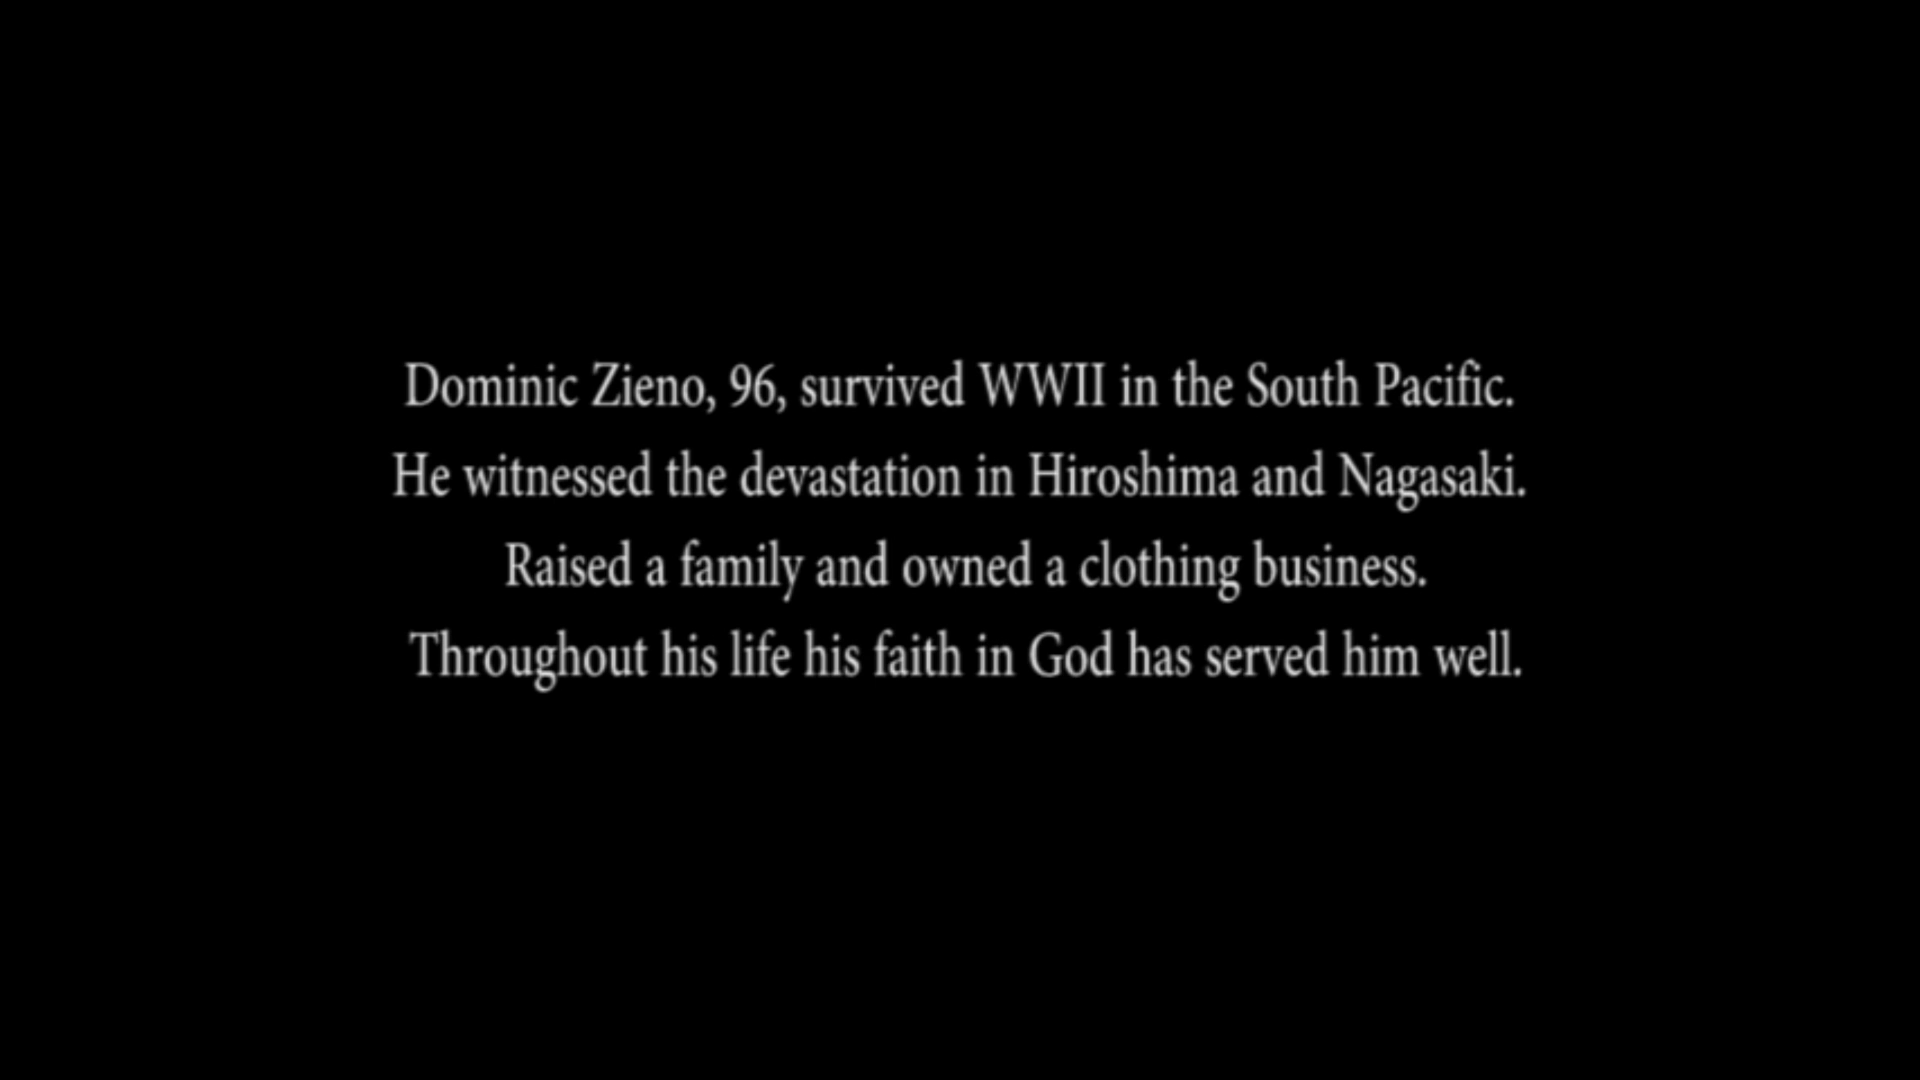 Dominic Zieno, 96, survived WWII in the South Pacific.
He witnessed the devastation in Hiroshima and Nagasaki.
Raised a family and owned a clothing business.
Throughout his life his faith in God has served him well.